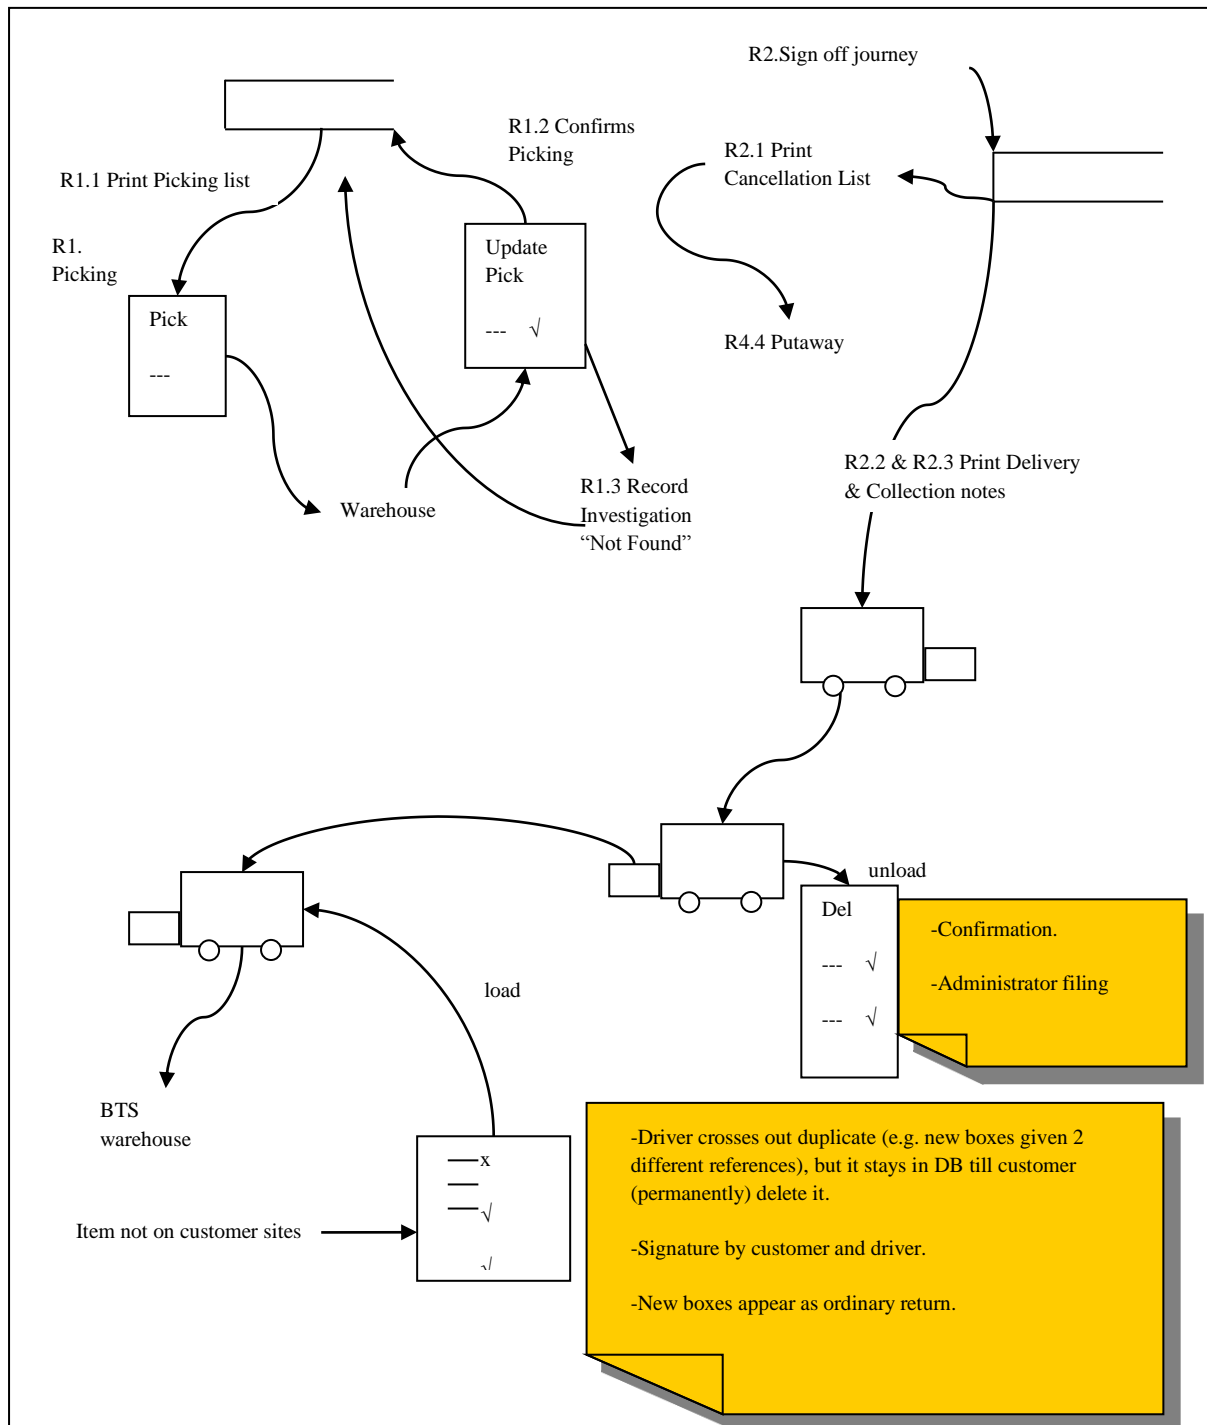 R2.Sign off journey
R1.2 Confirms
Picking
R2.1 Print
Cancellation List
R1.1 Print Picking list
R1.
Picking
Update
Pick
--- √
Pick
---
R4.4 Putaway
R2.2 & R2.3 Print Delivery
& Collection notes
R1.3 Record
Investigation
“Not Found”
Warehouse
unload
Del
--- √
--- √
-Confirmation.
-Administrator filing
load
BTS
warehouse
x
√
√
Item not on customer sites
-Driver crosses out duplicate (e.g. new boxes given 2
different references), but it stays in DB till customer
(permanently) delete it.
-Signature by customer and driver.
-New boxes appear as ordinary return.